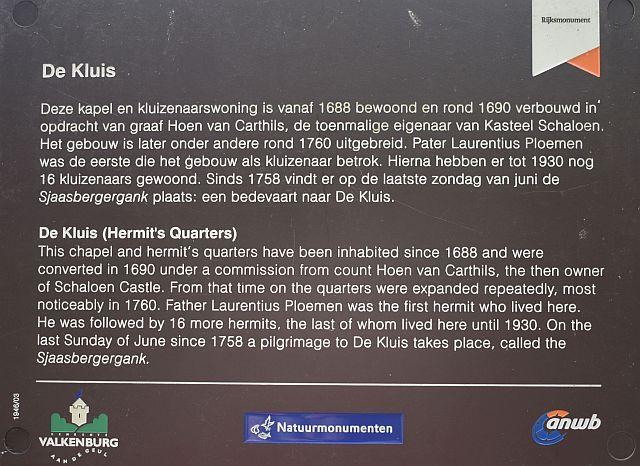 Rijksmonument
De Kluis
Deze kapel en kluizenaarswoning is vanaf 1688 bewoond en rond 1690 verbouwd in
opdracht van graaf Hoen van Carthils, de toenmalige eigenaar van Kasteel Schaloen.
Het gebouw is later onder andere rond 1760 uitgebreid. Pater Laurentius Ploemen
was de eerste die het gebouw als kluizenaar betrok. Hierna hebben er tot 1930 nog
16 kluizenaars gewoond. Sinds 1758 vindt er op de laatste zondag van juni de
Sjaasbergergank plaats: een bedevaart naar De Kluis.
De Kluis (Hermit's Quarters)
This chapel and hermit's quarters have been inhabited since 1688 and were
converted in 1690 under a commission from count Hoen van Carthils, the then owner
of Schaloen Castle. From that time on the quarters were expanded repeatedly, most
noticeably in 1760. Father Laurentius Ploemen was the first hermit who lived here.
He was followed by 16 more hermits, the last of whom lived here until 1930. On the
last Sunday of June since 1758 a pilgrimage to De Kluis takes place, called the
Sjaasbergergank.
1946/03
GEMEENTE
VALKENBURG
AAN DE GEUL
Natuurmonumenten
anwb